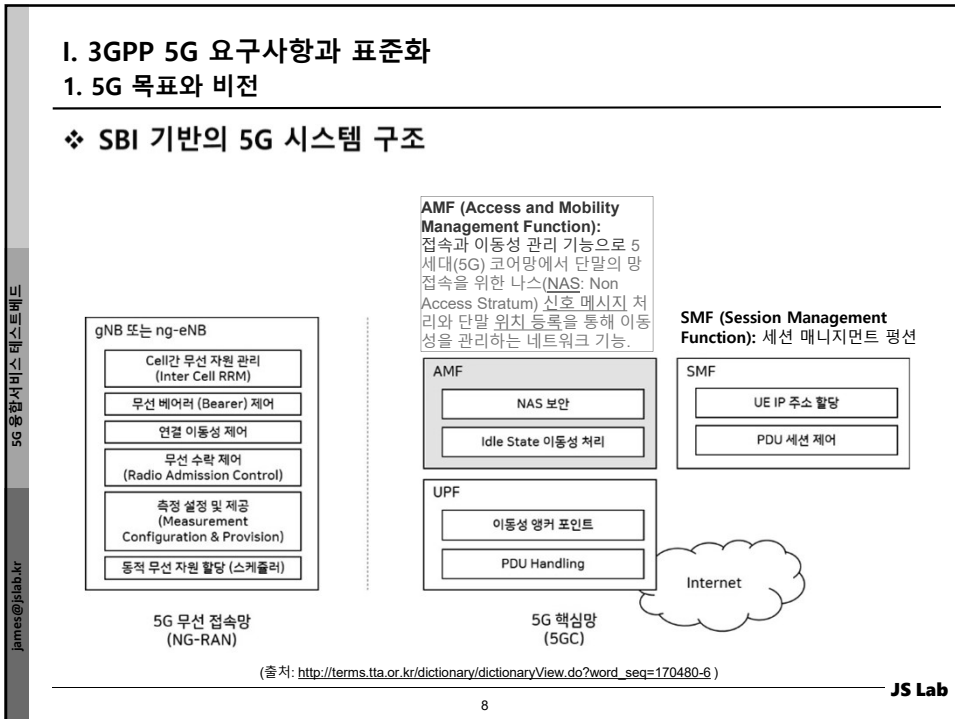 I. 3GPP 5G 요구사항과 표준화
1. 5G 목표와 비전
❖ SBI 기반의 5G 시스템 구조
AMF (Access and Mobility
Management Function):
접속과 이동성 관리 기능으로 5
세대(5G) 코어망에서 단말의 망
접속을 위한 나스(NAS: Non
Access Stratum) 신호 메시지 처
리와 단말 위치 등록을 통해 이동
성을 관리하는 네트워크 기능.
SMF (Session Management
Function): 세션 매니지먼트 펑션
gNB 또는 ng-eNB
Cell간 무선 자원 관리
(Inter Cell RRM)
무선 베어러 (Bearer) 제어
연결 이동성 제어
무선 수락 제어
(Radio Admission Control)
측정 설정 및 제공
(Measurement
Configuration & Provision)
동적 무선 자원 할당 (스케쥴러)
5G 무선 접속망
(NG-RAN)
AMF
NAS 보안
Idle State 이동성 처리
SMF
UE IP 주소 할당
PDU 세션 제어
UPF
이동성 앵커 포인트
PDU Handling
Internet
5G 핵심망
(5GC)
(출처: http://terms.tta.or.kr/dictionary/dictionaryView.do?word_seq=170480-6 )
JS Lab
8
5G 융합서비스 테스트베드
james@jslab.kr